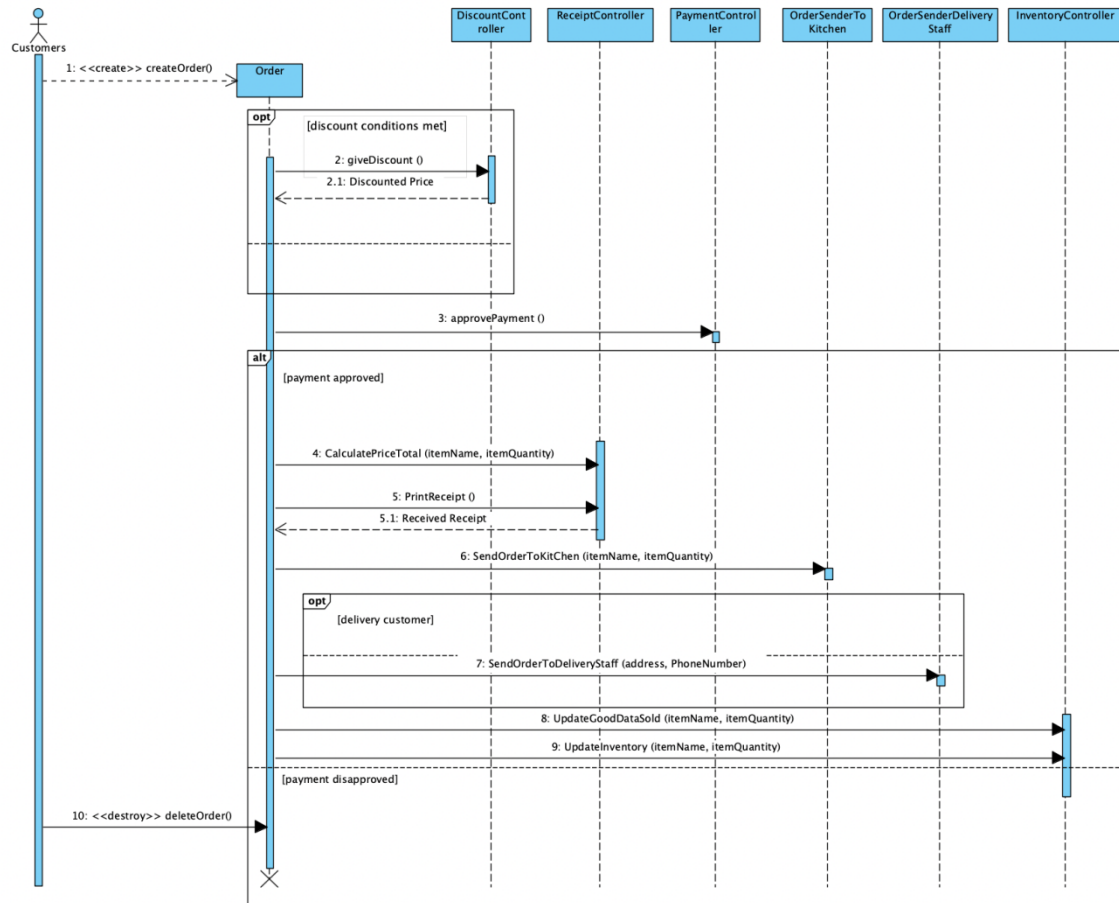 DiscountCont
roller
ReceiptController
PaymentControl
ler
OrderSenderTo
Kitchen
OrderSenderDelivery
Staff
InventoryController
Customers
1: <<create>> createOrder()
Order
opt
[discount conditions met]
2: giveDiscount ()
2.1: Discounted Price
3: approvePayment ()
alt
[payment approved]
4: CalculatePriceTotal (itemName, itemQuantity)
5: PrintReceipt ()
5.1: Received Receipt
6: SendOrderToKitChen (itemName, itemQuantity)
opt
[delivery customer]
7: SendOrderToDeliveryStaff (address, PhoneNumber)
8: UpdateGoodDataSold (itemName, itemQuantity)
9: UpdateInventory (itemName, itemQuantity)
[payment disapproved]
10: <<destroy>> deleteOrder()